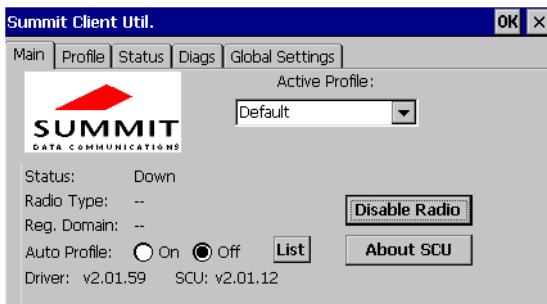 Summit Client Util. OK ×
Main Profile Status Diags Global Settings
Active Profile:
Default
SUMMIT
DATA COMMUNICATIONS
Status: Down
Radio Type: --
Disable Radio
Reg. Domain: --
Auto Profile: On Off List About SCU
Driver: v2.01.59 SCU: v2.01.12